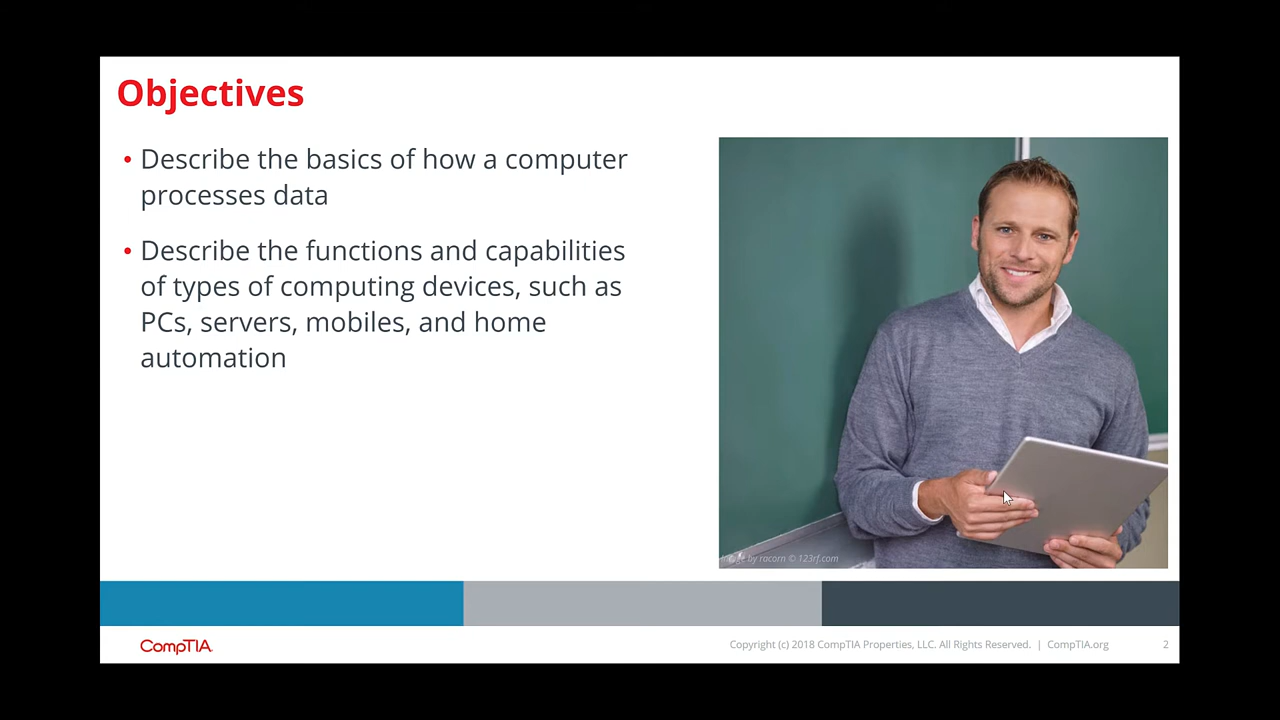 Objectives
• Describe the basics of how a computer
processes data
• Describe the functions and capabilities
of types of computing devices, such as
PCs, servers, mobiles, and home
automation
Image by racorn © 123rf.com
CompTIA.
Copyright (c) 2018 CompTIA Properties, LLC. All Rights Reserved. | CompTIA.org
2